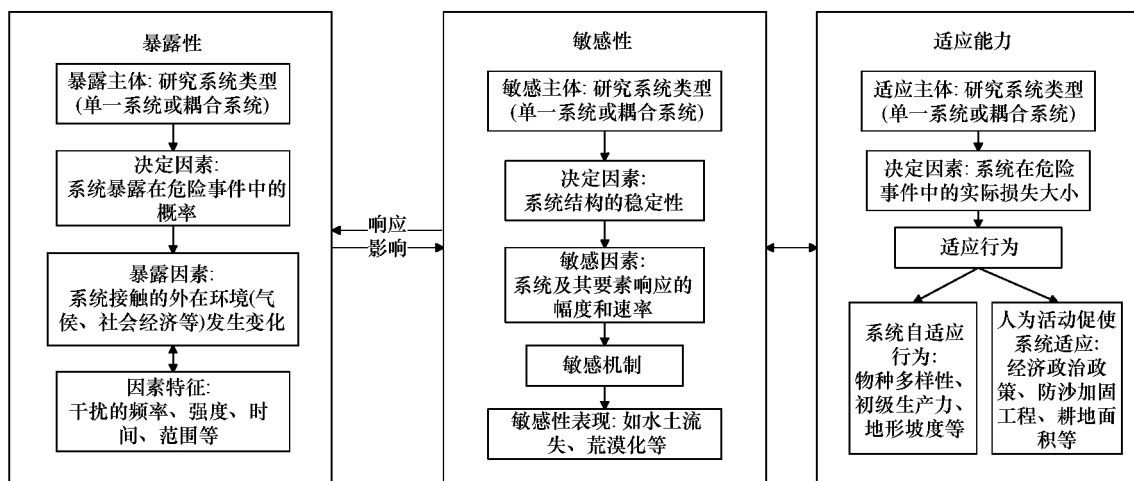 暴露性
暴露主体: 研究系统类型
(单一系统或耦合系统)
决定因素:
系统暴露在危险事件中的
概率
暴露因素:
系统接触的外在环境(气
侯、社会经济等)发生变化
因素特征:
干扰的频率、强度、时
间、范围等
响应
影响
敏感性
敏感主体: 研究系统类型
(单一系统或耦合系统)
决定因素:
系统结构的稳定性
敏感因素:
系统及其要素响应的
幅度和速率
敏感机制
敏感性表现: 如水土流
失、荒漠化等
适应能力
适应主体: 研究系统类型
(单一系统或耦合系统)
决定因素: 系统在危险
事件中的实际损失大小
适应行为
系统自适应
行为:
物种多样性、
初级生产力、
地形坡度等
人为活动促使
系统适应:
经济政治政
策、防沙加固
工程、耕地面
积等